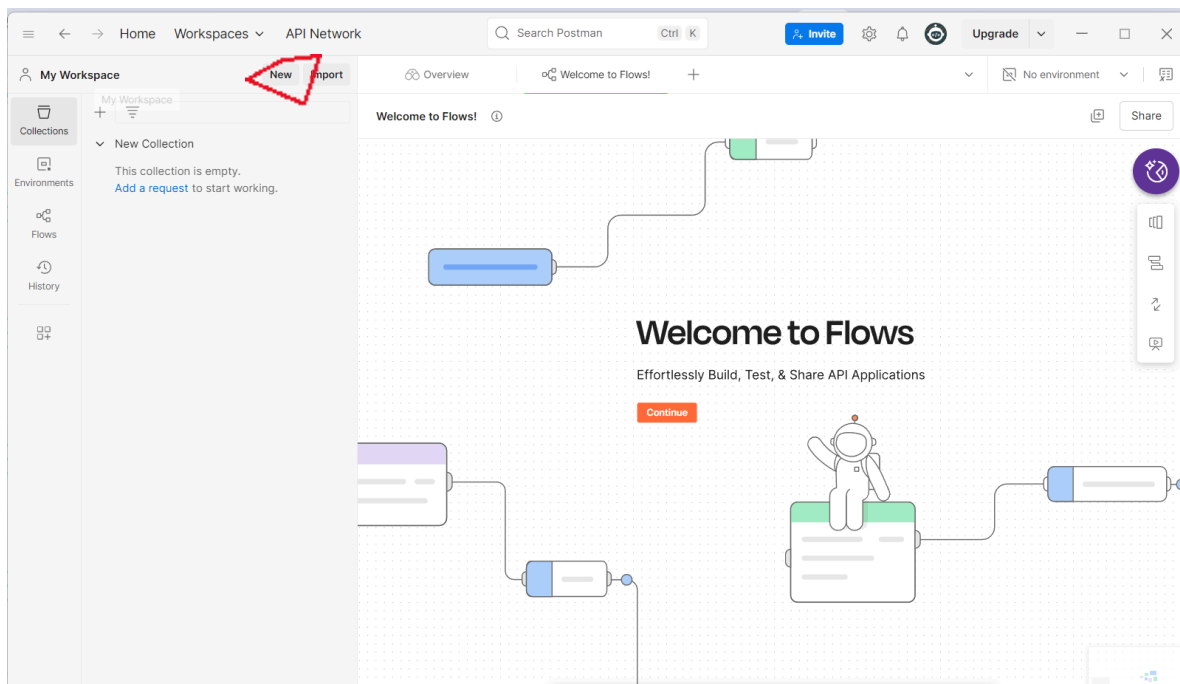 Home Workspaces API Network Search Postman Ctrl K Invite Upgrade
My Workspace New Import Overview Welcome to Flows! No environment
My Workspace
Collections
Welcome to Flows! Share
New Collection
This collection is empty.
Add a request to start working.
Environments
Flows
History
Welcome to Flows
Effortlessly Build, Test, & Share API Applications
Continue